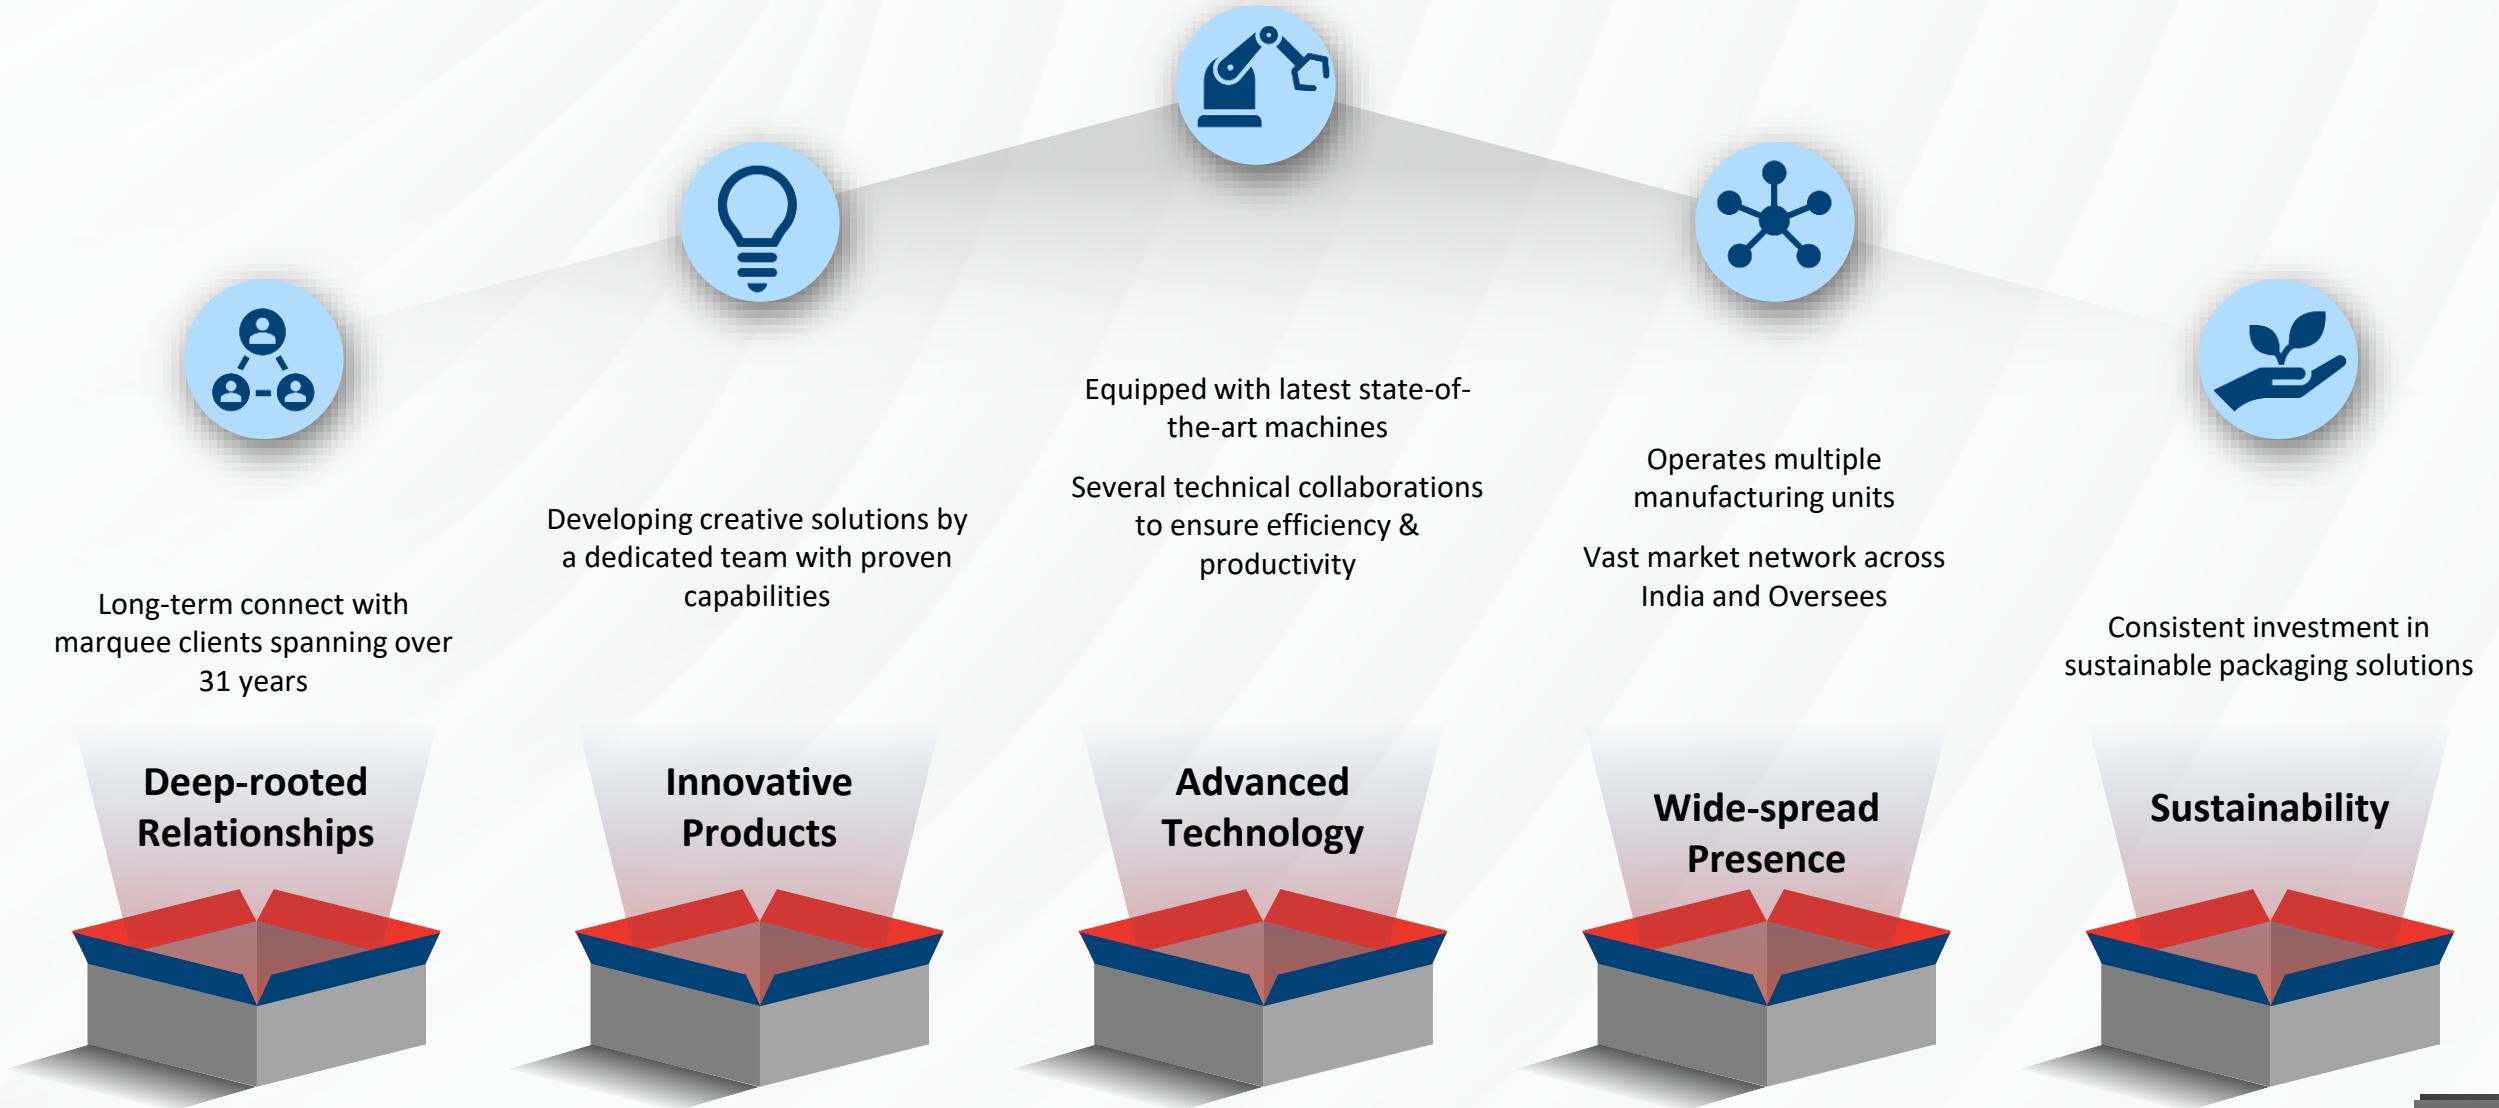 Long-term connect with
marquee clients spanning over
31 years
Deep-rooted
Relationships
Developing creative solutions by
a dedicated team with proven
capabilities
Innovative
Products
Equipped with latest state-of-
the-art machines
Several technical collaborations
to ensure efficiency &
productivity
Advanced
Technology
Operates multiple
manufacturing units
Vast market network across
India and Oversees
Wide-spread
Presence
Consistent investment in
sustainable packaging solutions
Sustainability